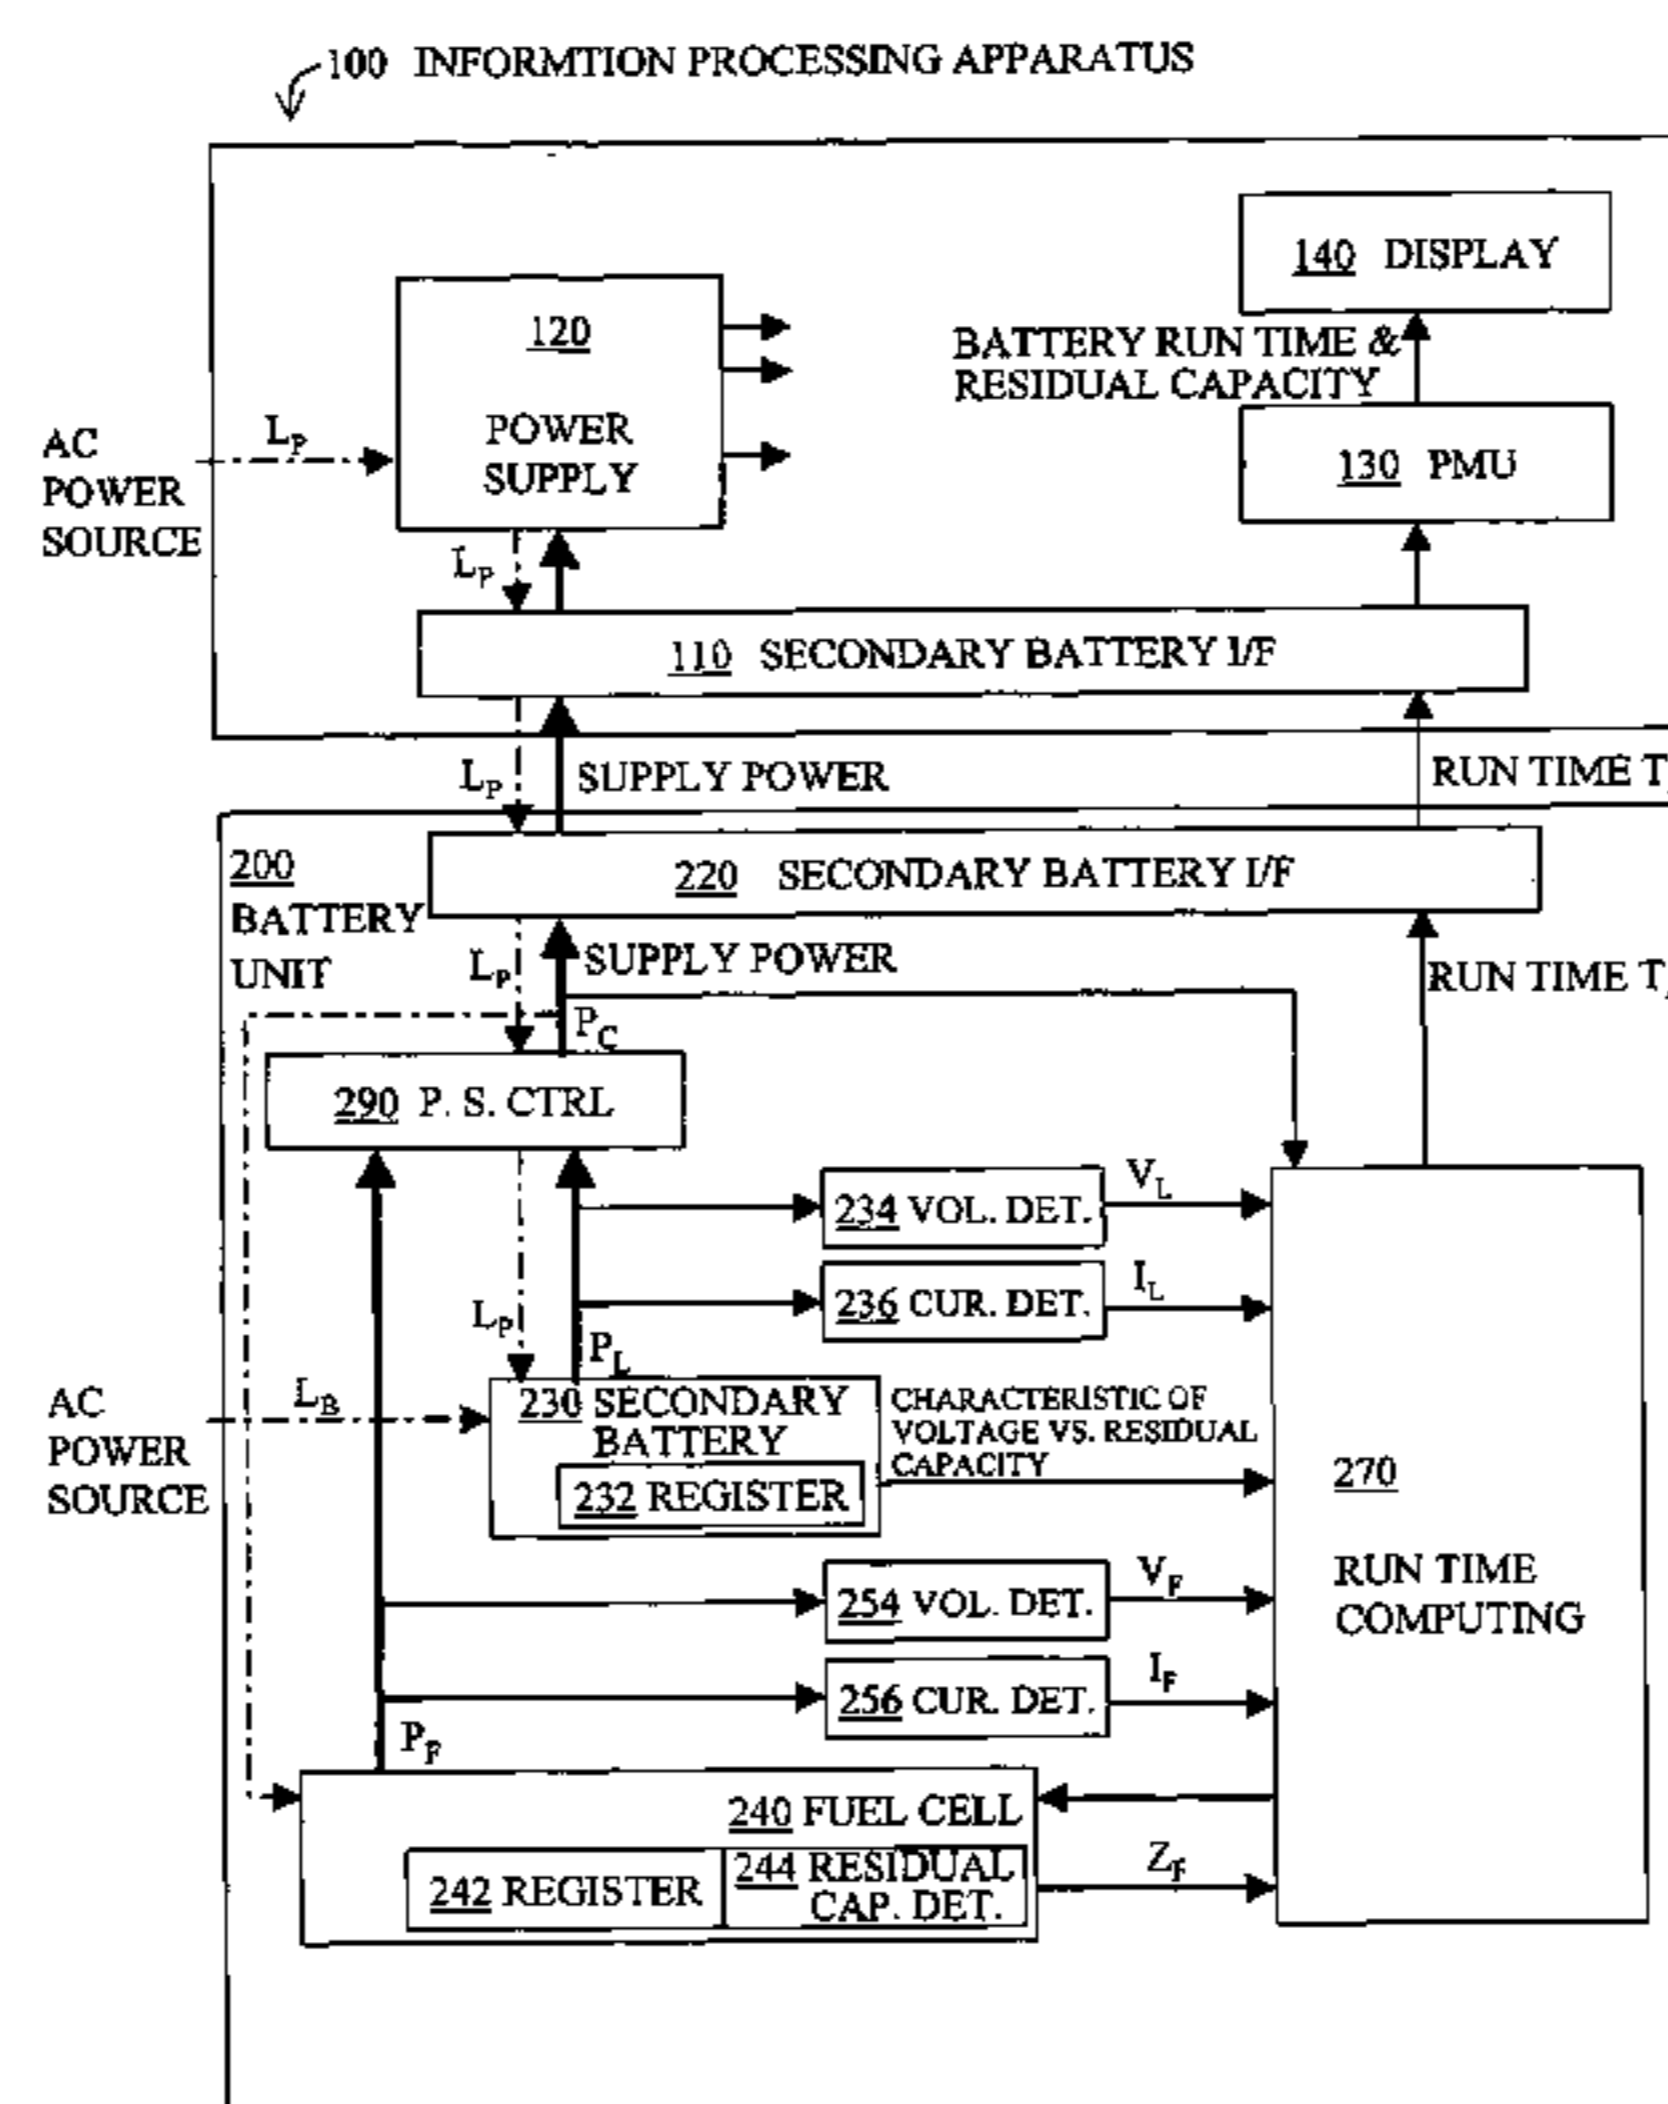 100 INFORMTION PROCESSING APPARATUS
140 DISPLAY
120
POWER
SUPPLY
BATTERY RUN TIME &
RESIDUAL CAPACITY
130 PMU
AC
POWER
SOURCE
LP
LP
110 SECONDARY BATTERY I/F
LP
SUPPLY POWER
RUN TIME T
200
BATTERY
UNIT
220 SECONDARY BATTERY I/F
LP
SUPPLY POWER
RUN TIME T
PC
290 P. S. CTRL
234 VOL. DET.
VL
236 CUR. DET.
IL
LP
PL
AC
POWER
SOURCE
LB
230 SECONDARY
BATTERY
232 REGISTER
CHARACTERISTIC OF
VOLTAGE VS. RESIDUAL
CAPACITY
270
RUN TIME
COMPUTING
254 VOL. DET.
VF
256 CUR. DET.
IF
PF
240 FUEL CELL
242 REGISTER
244 RESIDUAL
CAP. DET.
ZF